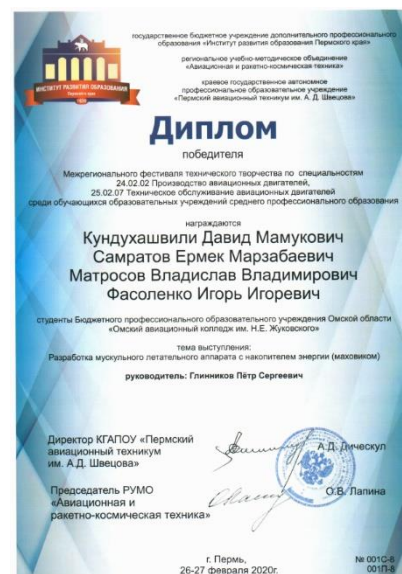 государственное бюджетное учреждение дополнительного профессионального
образования «Институт развития образования Пермского края»
региональное учебно-методическое объединение
«Авиационная и ракетно-космическая техника»
краевое государственное автономное
профессиональное образовательное учреждение
«Пермский авиационный техникум им. А. Д. Швецова»
ИНСТИТУТ РАЗВИТИЯ ОБРАЗОВАНИЯ
Пермского края
Диплом
победителя
Межрегионального фестиваля технического творчества по специальностям
24.02.02 Производство авиационных двигателей,
25.02.07 Техническое обслуживание авиационных двигателей
среди обучающихся образовательных учреждений среднего профессионального образования
награждаются
Кундухашвили Давид Мамукович
Самратов Ермек Марзабаевич
Матросов Владислав Владимирович
Фасоленко Игорь Игоревич
студенты Бюджетного профессионального образовательного учреждения Омской области
«Омский авиационный колледж им. Н.Е. Жуковского»
тема выступления:
Разработка мускульного летательного аппарата с накопителем энергии (маховиком)
руководитель: Глинников Пётр Сергеевич
Директор КГАПОУ «Пермский
авиационный техникум
им. А.Д. Швецова»
А.Д. Дическул
Председатель РУМО
«Авиационная и
ракетно-космическая техника»
О.В. Лапина
г. Пермь,
26-27 февраля 2020г.
№ 001С-8
001П-8